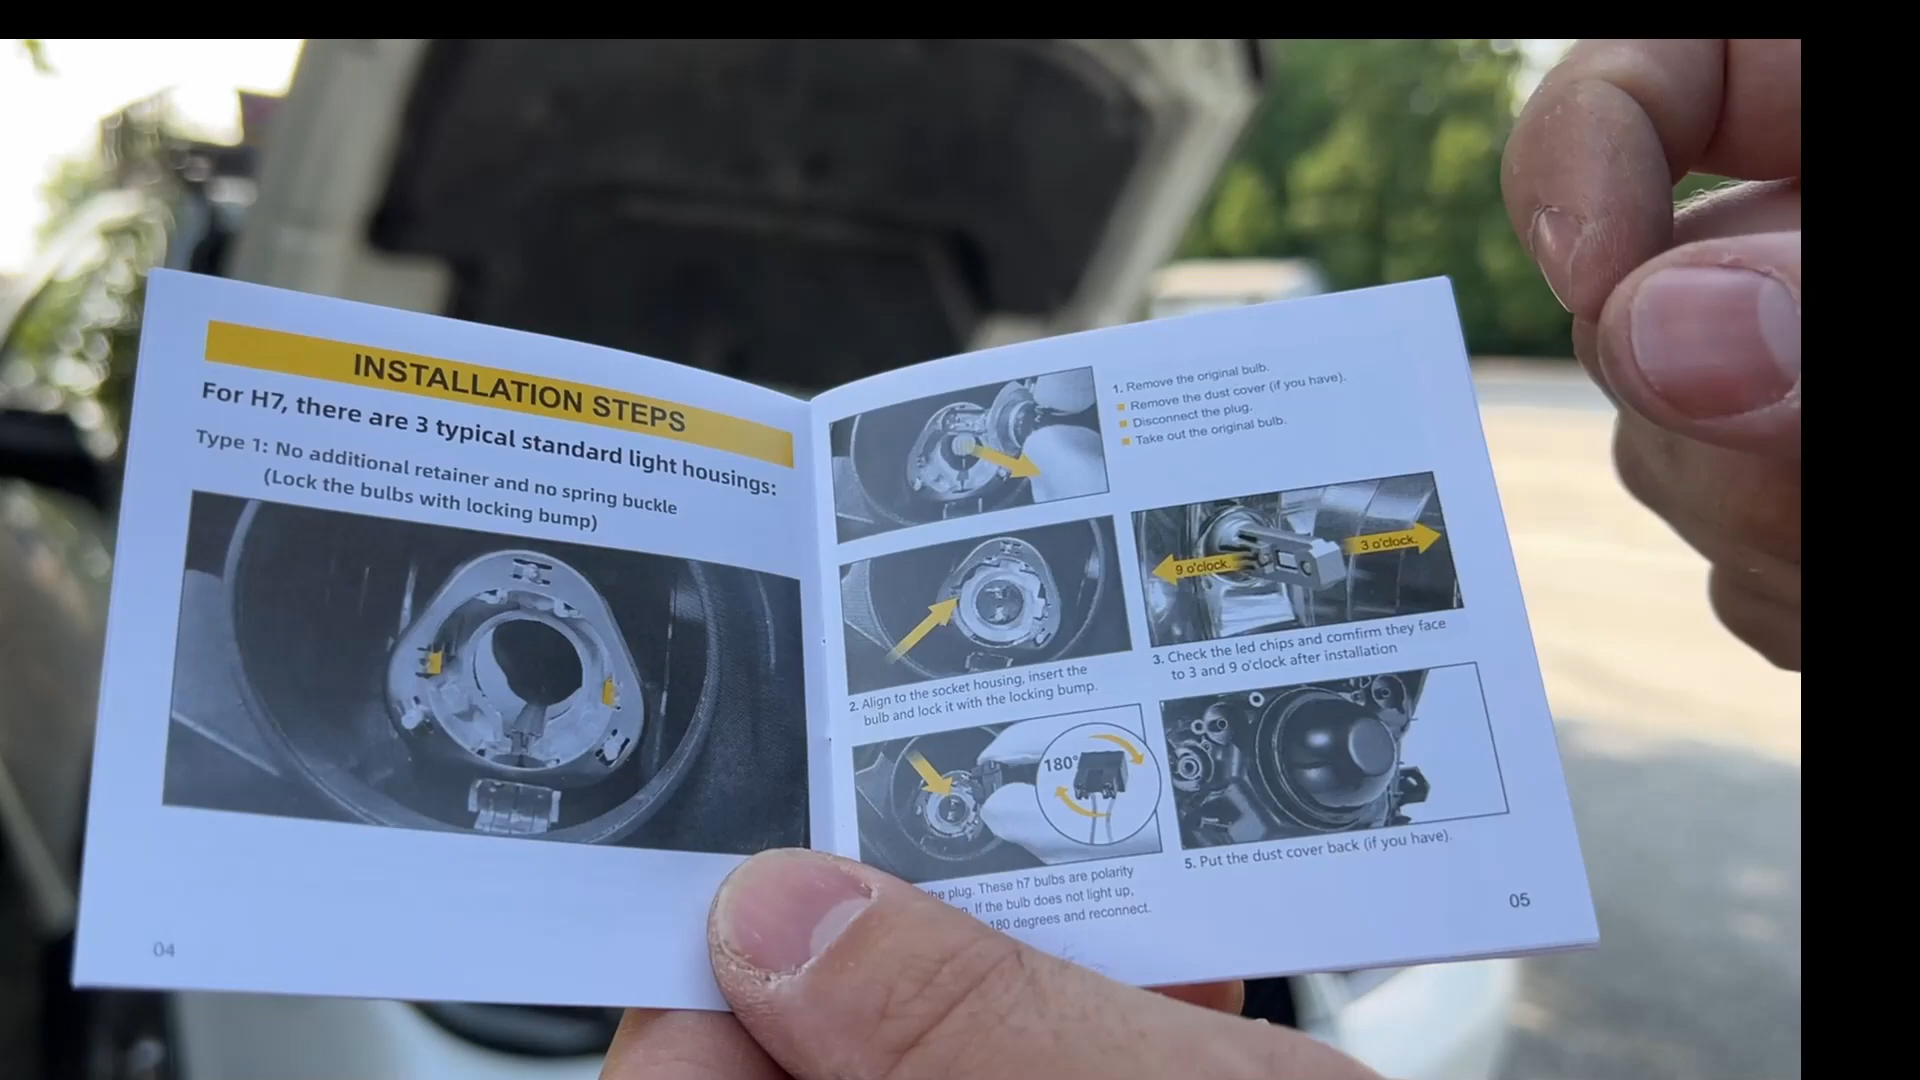 INSTALLATION STEPS
For H7, there are 3 typical standard light housings:
Type 1: No additional retainer and no spring buckle
(Lock the bulbs with locking bump)
04
1. Remove the original bulb.
Remove the dust cover (if you have).
Disconnect the plug.
Take out the original bulb.
2. Align to the socket housing, insert the
bulb and lock it with the locking bump.
9 o'clock.
3 o'clock.
3. Check the led chips and comfirm they face
to 3 and 9 o'clock after installation
180°
the plug. These h7 bulbs are polarity
If the bulb does not light up,
180 degrees and reconnect.
5. Put the dust cover back (if you have).
05